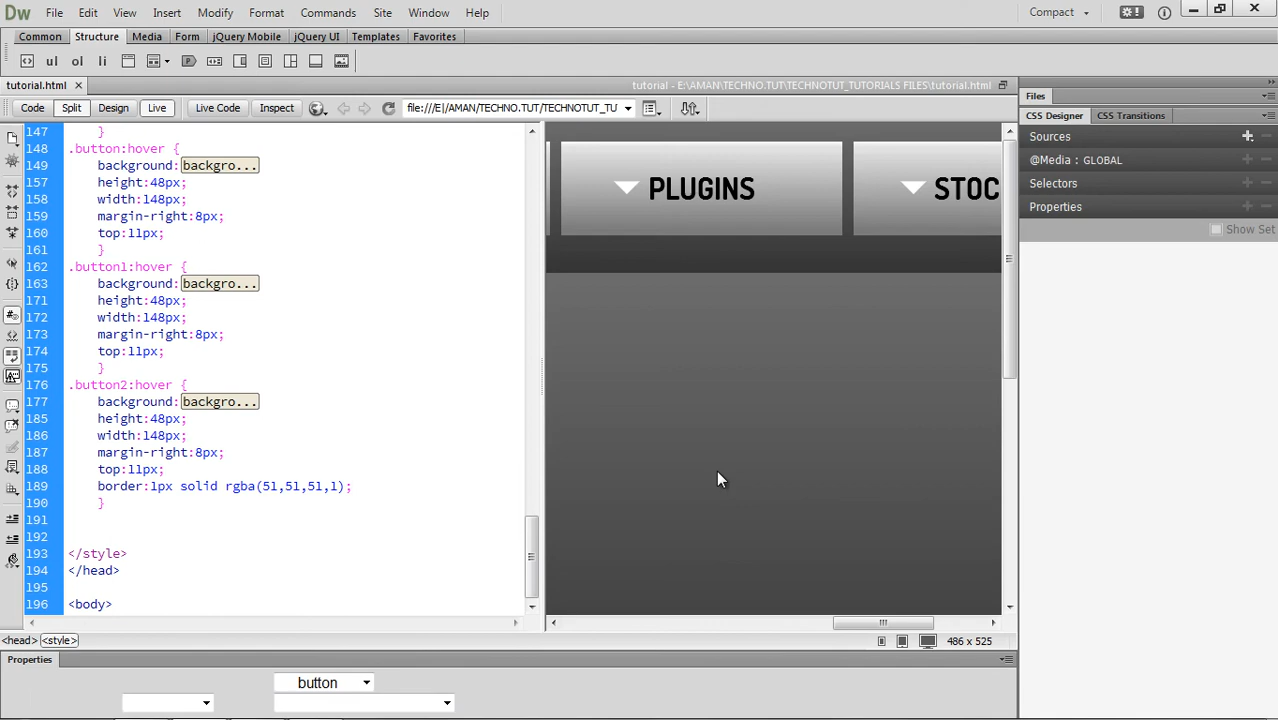 Dw File Edit View Insert Modify Format Commands Site Window Help Compact
Common Structure Media Form jQuery Mobile jQuery UI Templates Favorites
ul ol li
tutorial.html tutorial - E:\AMAN\TECHNO.TUT\TECHNOTUT_TUTORIALS FILES\tutorial.html
Code Split Design Live Live Code Inspect file:///E|/AMAN/TECHNO.TUT/TECHNOTUT_TU
Files
CSS Designer CSS Transitions
Sources
@Media : GLOBAL
Selectors
Properties
Show Set
147 }
148 .button:hover {
149 background:backgro...
157 height:48px;
158 width:148px;
159 margin-right:8px;
160 top:11px;
161 }
162 .button1:hover {
163 background:backgro...
171 height:48px;
172 width:148px;
173 margin-right:8px;
174 top:11px;
175 }
176 .button2:hover {
177 background:backgro...
185 height:48px;
186 width:148px;
187 margin-right:8px;
188 top:11px;
189 border:1px solid rgba(51,51,51,1);
190 }
191
192
193 </style>
194 </head>
195
196 <body>
PLUGINS STOC
<head> <style> 486 x 525
Properties
button